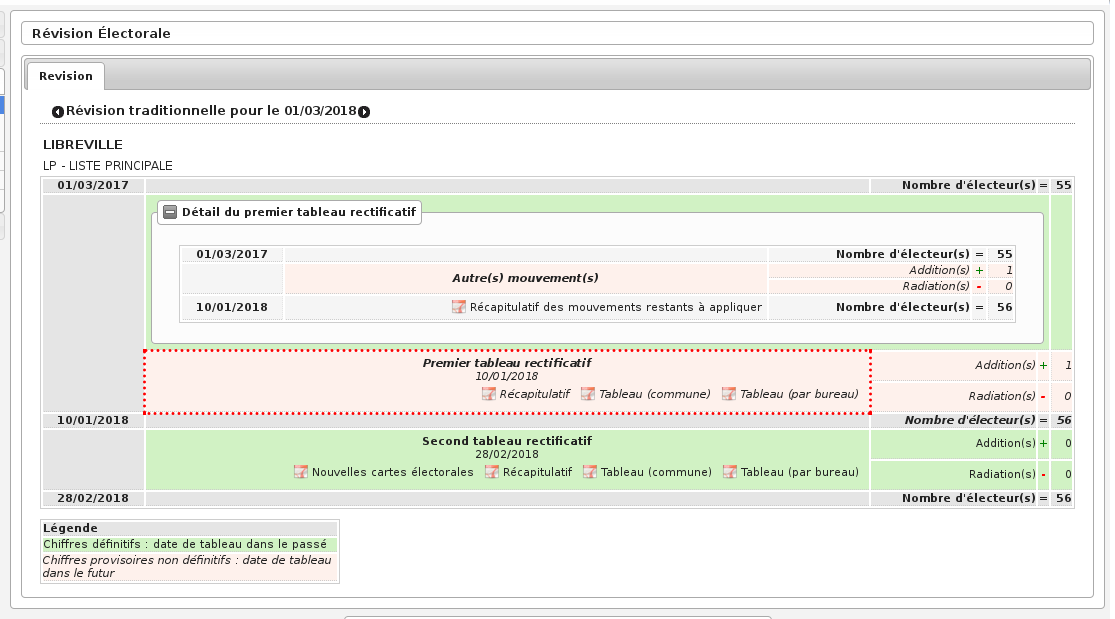 Révision Électorale
Revision
Révision traditionnelle pour le 01/03/2018
LIBREVILLE
LP - LISTE PRINCIPALE
01/03/2017 Nombre d'électeur(s) = 55
Détail du premier tableau rectificatif
01/03/2017 Nombre d'électeur(s) = 55
Autre(s) mouvement(s)
Addition(s) + 1
Radiation(s) - 0
10/01/2018 Récapitulatif des mouvements restants à appliquer Nombre d'électeur(s) = 56
Premier tableau rectificatif
10/01/2018
Addition(s) + 1
Récapitulatif Tableau (commune) Tableau (par bureau)
Radiation(s) - 0
10/01/2018 Nombre d'électeur(s) = 56
Second tableau rectificatif
28/02/2018
Addition(s) + 0
Nouvelles cartes électorales Récapitulatif Tableau (commune) Tableau (par bureau)
Radiation(s) - 0
28/02/2018 Nombre d'électeur(s) = 56
Légende
Chiffres définitifs : date de tableau dans le passé
Chiffres provisoires non définitifs : date de tableau
dans le futur